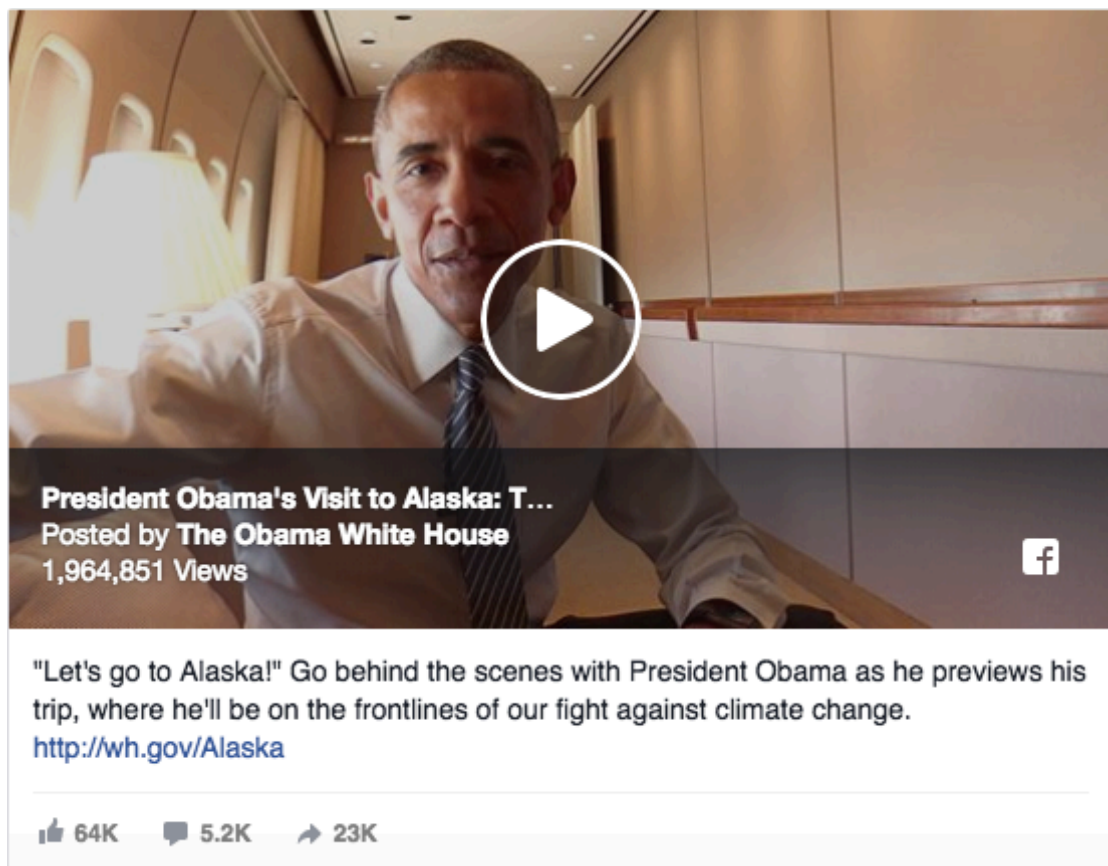 President Obama's Visit to Alaska: T...
Posted by The Obama White House
1,964,851 Views
"Let's go to Alaska!" Go behind the scenes with President Obama as he previews his
trip, where he'll be on the frontlines of our fight against climate change.
http://wh.gov/Alaska
64K 5.2K 23K